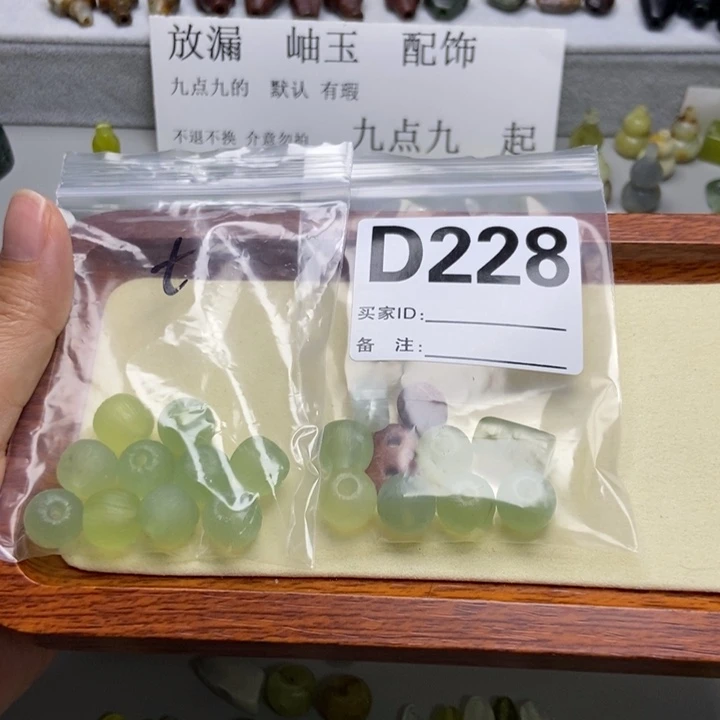 放漏 岫玉 配饰
九点九的 默认 有瑕
不退不换 介意勿拍
九点九 起
t
D228
买家ID:
备 注: